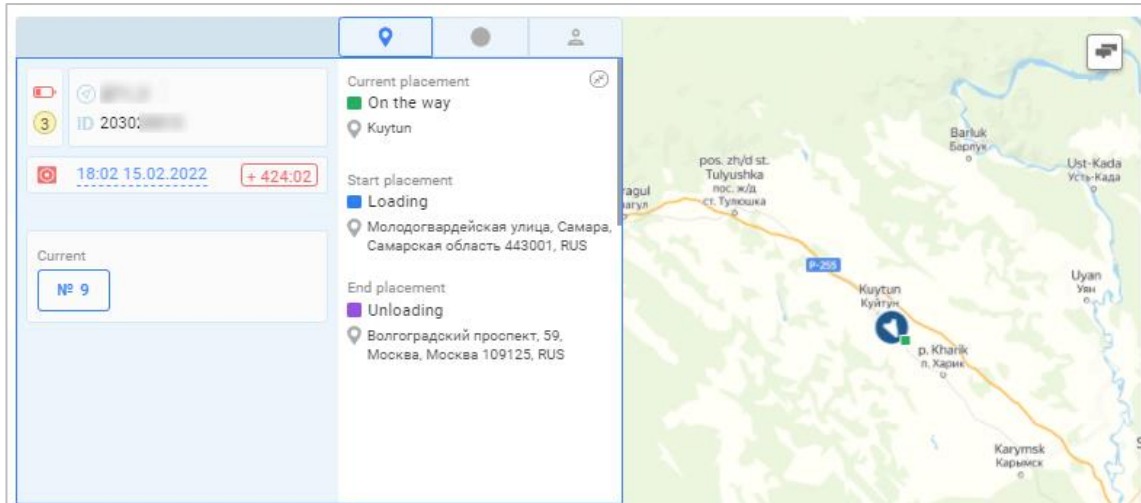 3
ID 2030
18:02 15.02.2022
+ 424:02
Current
№ 9
Current placement
On the way
Kuytun
Start placement
Loading
Молодогвардейская улица, Самара,
Самарская область 443001, RUS
End placement
Unloading
Волгоградский проспект, 59,
Москва, Москва 109125, RUS
Barluk
Барлук
pos. zh/d st.
Tulyushka
пос. ж/д
ст. Тулюшка
Ust-Kada
Усть-Када
P-255
Uyan
Уян
Kuytun
Куйтун
p. Kharik
п. Харик
Karymsk
Карымск